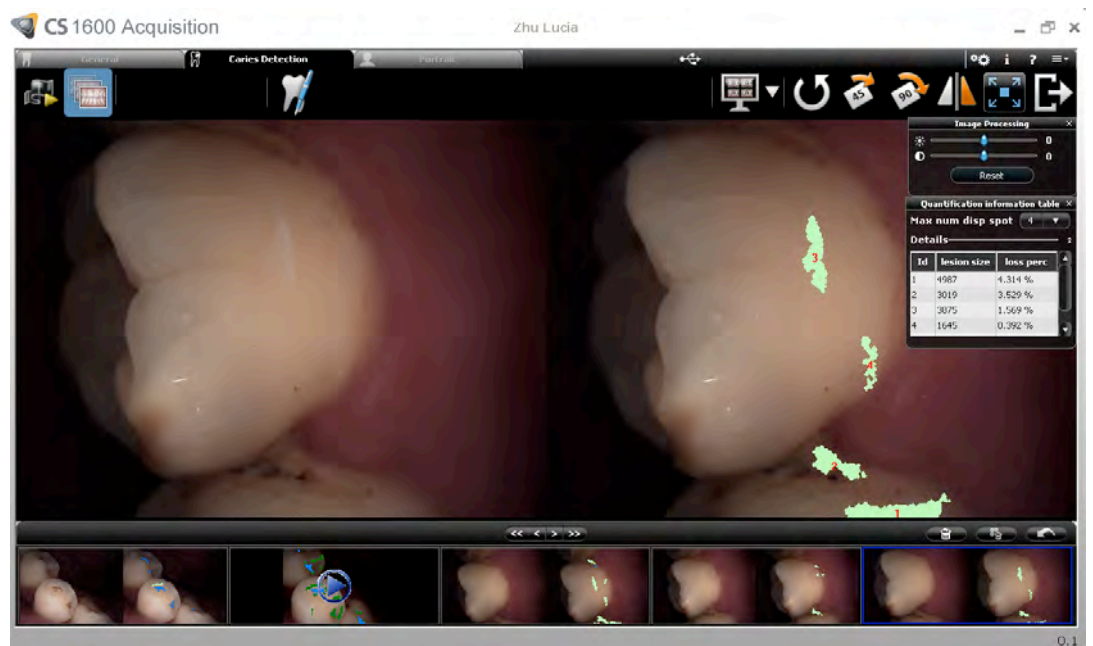 CS 1600 Acquisition
Zhu Lucia
General
Caries Detection
Portrait
i ?
45
90
Image Processing
0
0
Reset
Quantification information table
Max num disp spot 4
Details
Id lesion size loss perc
1 4987 4.314 %
2 3019 3.529 %
3 3875 1.569 %
4 1645 0.392 %
3
4
2
1
0.1